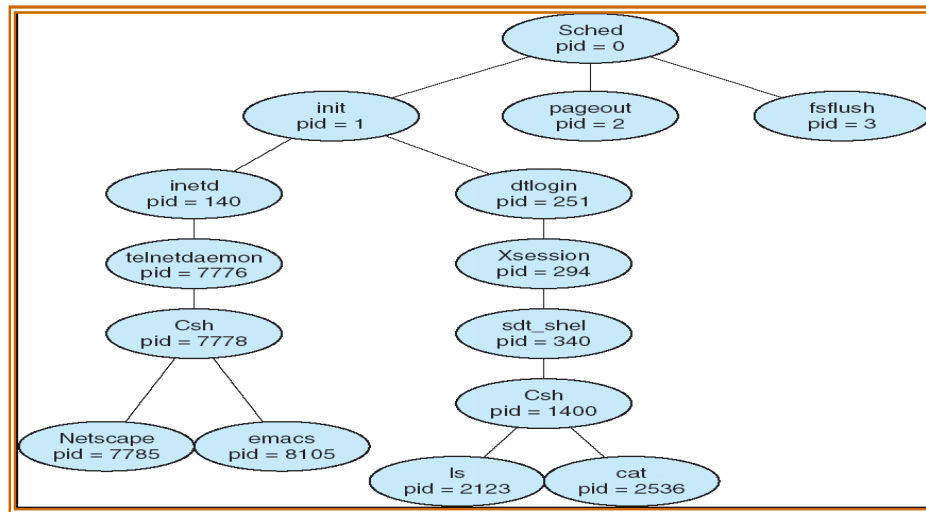 Sched
pid = 0
init
pid = 1
pageout
pid = 2
fsflush
pid = 3
inetd
pid = 140
dtlogin
pid = 251
telnetdaemon
pid = 7776
Xsession
pid = 294
Csh
pid = 7778
sdt_shel
pid = 340
Csh
pid = 1400
Netscape
pid = 7785
emacs
pid = 8105
ls
pid = 2123
cat
pid = 2536